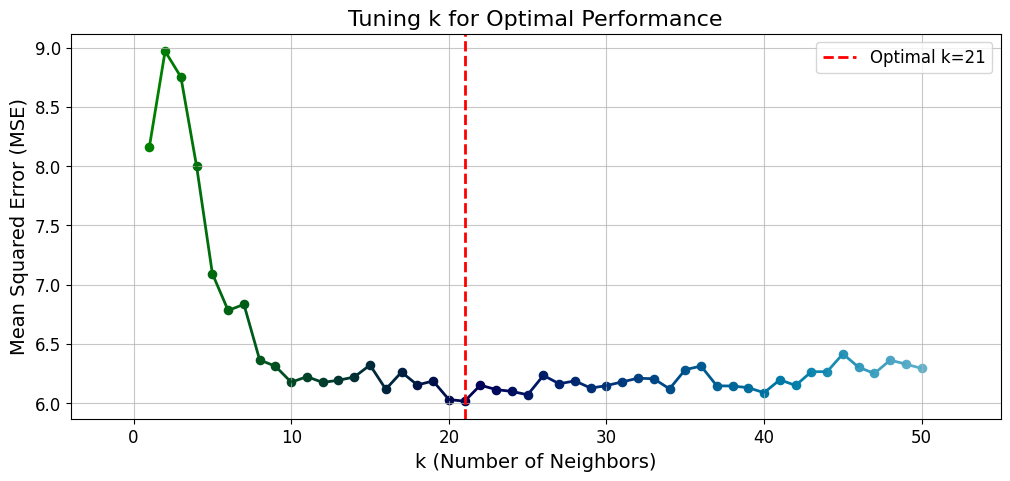 Tuning k for Optimal Performance
Mean Squared Error (MSE)
9.0
8.5
8.0
7.5
7.0
6.5
6.0
Optimal k=21
0 10 20 30 40 50
k (Number of Neighbors)